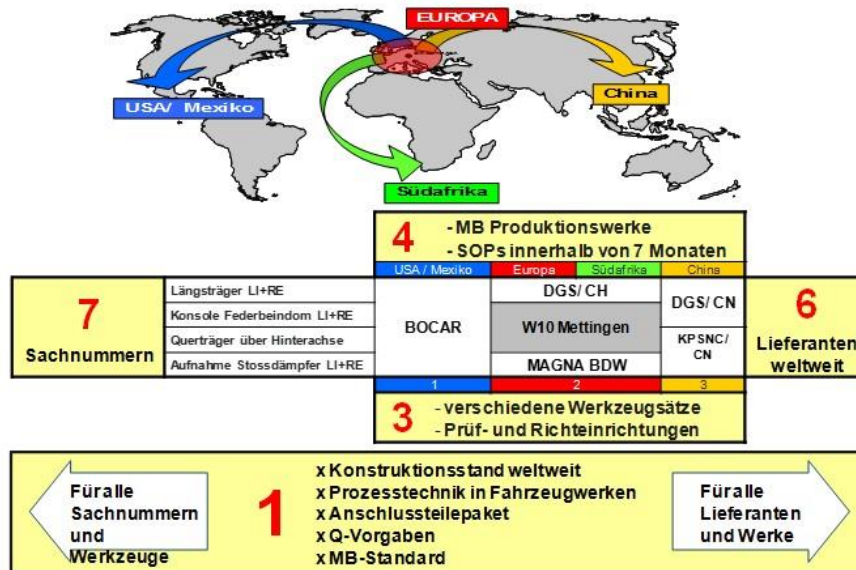 EUROPA
USA/ Mexiko
China
Südafrika
4
- MB Produktionswerke
- SOPs innerhalb von 7 Monaten
USA / Mexiko Europa Südafrika China
7
Sachnummern
Längsträger LI+RE
Konsole Federbeindom LI+RE
Querträger über Hinterachse
Aufnahme Stossdämpfer LI+RE
BOCAR
DGS/ CH
W10 Mettingen
MAGNA BDW
DGS/ CN
KPSNC/
CN
6
Lieferanten
weltweit
1 2 3
3
- verschiedene Werkzeugsätze
- Prüf- und Richteinrichtungen
Füralle
Sachnummern
und
Werkzeuge
1
x Konstruktionsstand weltweit
x Prozesstechnik in Fahrzeugwerken
x Anschlussteilepaket
x Q-Vorgaben
x MB-Standard
Füralle
Lieferanten
und Werke